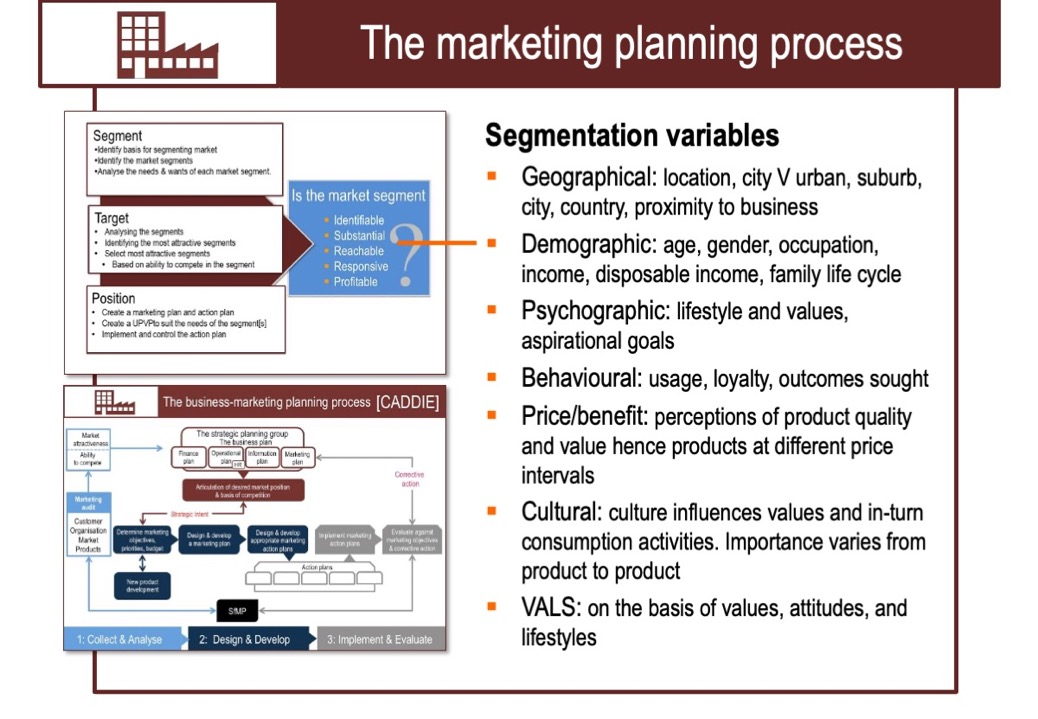 The marketing planning process
Segment
•Identify basis for segmenting market
•Identify the market segments
•Analyse the needs & wants of each market segment.
Target
• Analysing the segments
• Identifying the most attractive segments
• Select most attractive segments
• Based on ability to compete in the segment
Position
• Create a marketing plan and action plan
• Create a UPVPto suit the needs of the segment[s]
• Implement and control the action plan
Is the market segment
Identifiable
Substantial
Reachable
Responsive
Profitable
?
The business-marketing planning process [CADDIE]
Market
attractiveness
Ability
to compete
Marketing
audit
Customer
Organisation
Market
Products
The strategic planning group
The business plan
Finance
plan
Operational
plan
Information
plan
Marketing
plan
Articulation of desired market position
& basis of competition
Strategic intent
Corrective
action
Determine marketing
objectives,
priorities, budget
Design & develop
a marketing plan
Design & develop
appropriate marketing
action plans
Implement marketing
action plans
Evaluate against
marketing objectives
& corrective action
Action plans
New product
development
SfMP
1: Collect & Analyse
2: Design & Develop
3: Implement & Evaluate
Segmentation variables
Geographical: location, city V urban, suburb,
city, country, proximity to business
Demographic: age, gender, occupation,
income, disposable income, family life cycle
Psychographic: lifestyle and values,
aspirational goals
Behavioural: usage, loyalty, outcomes sought
Price/benefit: perceptions of product quality
and value hence products at different price
intervals
Cultural: culture influences values and in-turn
consumption activities. Importance varies from
product to product
VALS: on the basis of values, attitudes, and
lifestyles